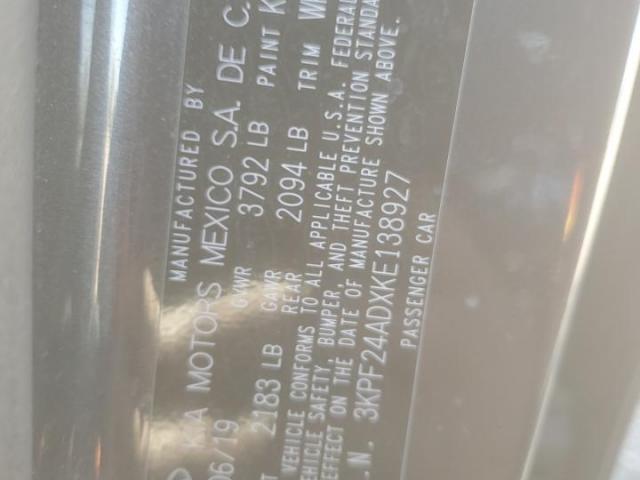 MANUFACTURED BY
KIA MOTORS MEXICO S.A. DE C.
06/19 GVWR 3792 LB PAINT K
2183 LB GAWR REAR 2094 LB TRIM
VEHICLE CONFORMS TO ALL APPLICABLE U.S.A. FEDERAL
VEHICLE SAFETY, BUMPER, AND THEFT PREVENTION STANDA
EFFECT ON THE DATE OF MANUFACTURE SHOWN ABOVE.
.N. 3KPF24ADXKE138927
PASSENGER CAR